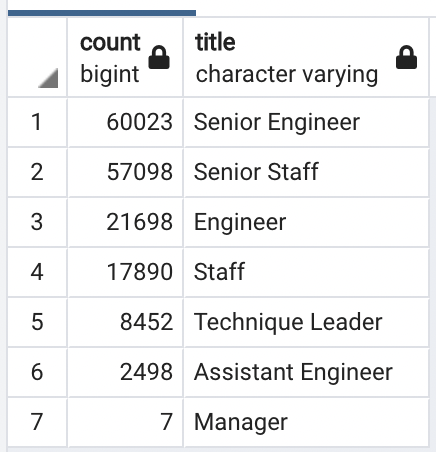 count title
bigint character varying
1 60023 Senior Engineer
2 57098 Senior Staff
3 21698 Engineer
4 17890 Staff
5 8452 Technique Leader
6 2498 Assistant Engineer
7 7 Manager